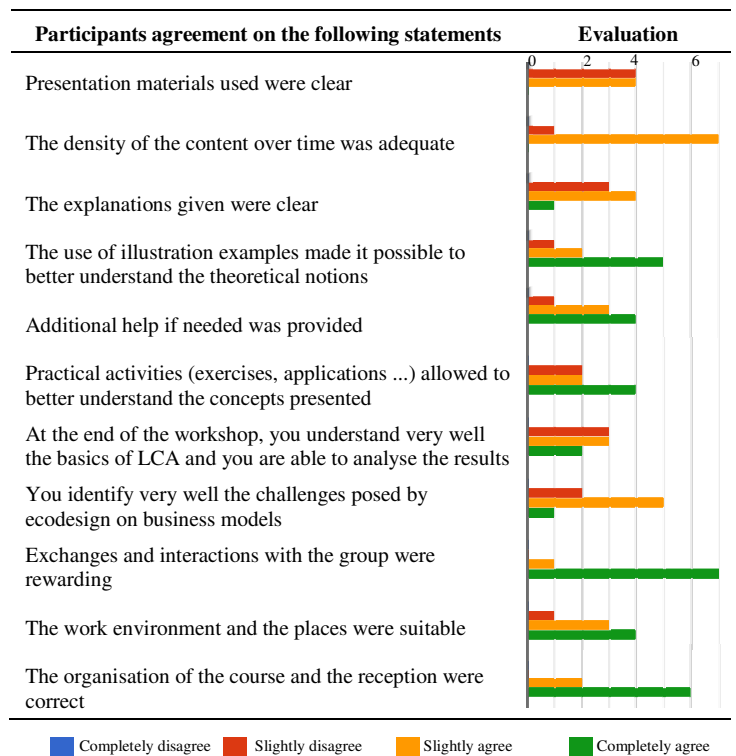 Participants agreement on the following statements Evaluation
0 2 4 6
Presentation materials used were clear
The density of the content over time was adequate
The explanations given were clear
The use of illustration examples made it possible to
better understand the theoretical notions
Additional help if needed was provided
Practical activities (exercises, applications ...) allowed to
better understand the concepts presented
At the end of the workshop, you understand very well
the basics of LCA and you are able to analyse the results
You identify very well the challenges posed by
ecodesign on business models
Exchanges and interactions with the group were
rewarding
The work environment and the places were suitable
The organisation of the course and the reception were
correct
Completely disagree Slightly disagree Slightly agree Completely agree